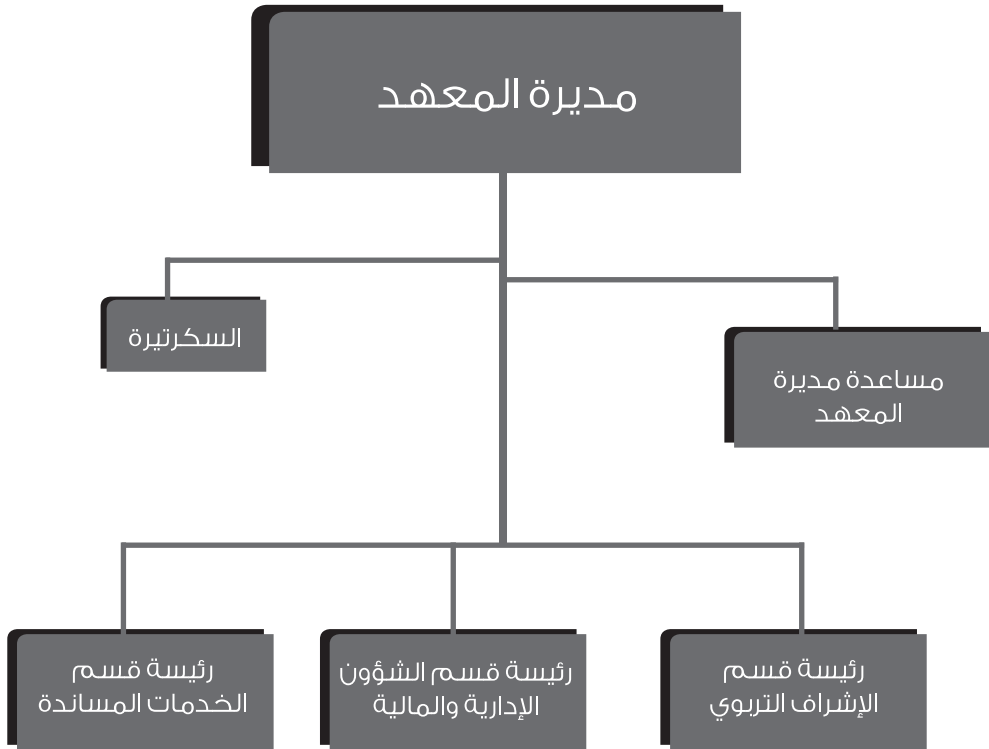 مديرة المعهد
السكرتيرة
مساعدة مديرة
المعهد
رئيسة قسم
الإشراف التربوي
رئيسة قسم الشؤون
الإدارية والمالية
رئيسة قسم
الخدمات المساندة